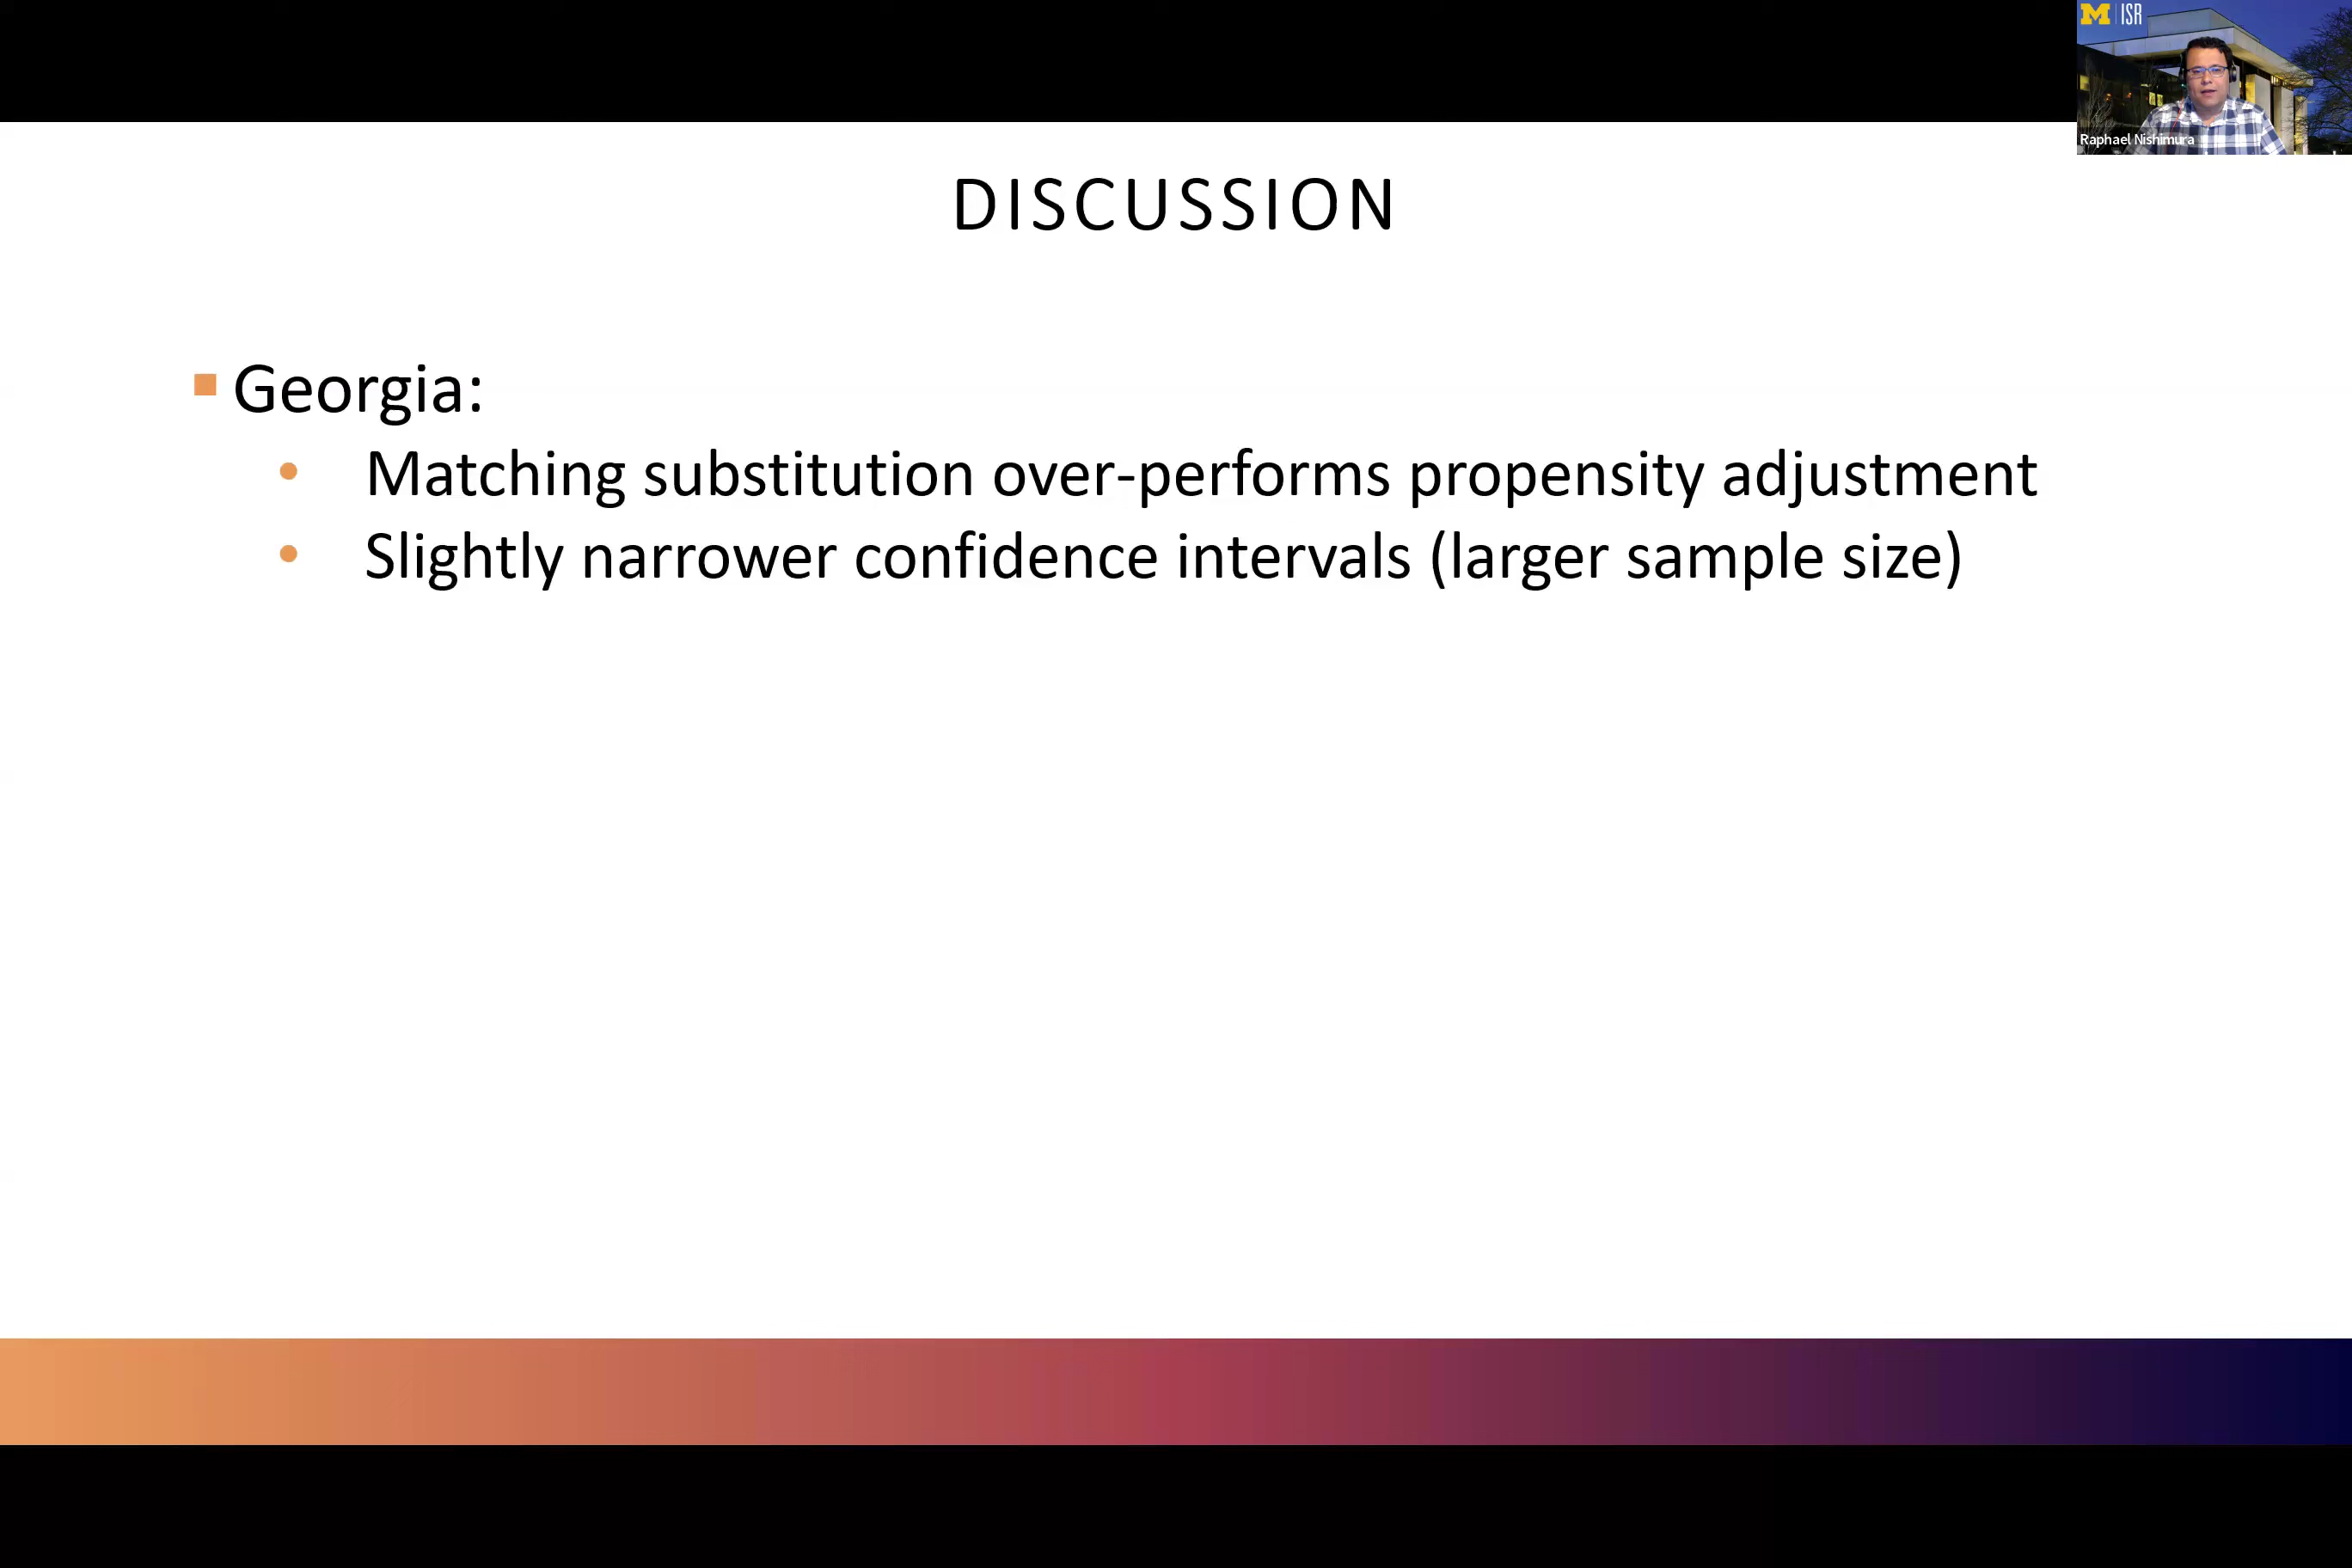 M | ISR
Raphael Nishimura
DISCUSSION
Georgia:
Matching substitution over-performs propensity adjustment
Slightly narrower confidence intervals (larger sample size)